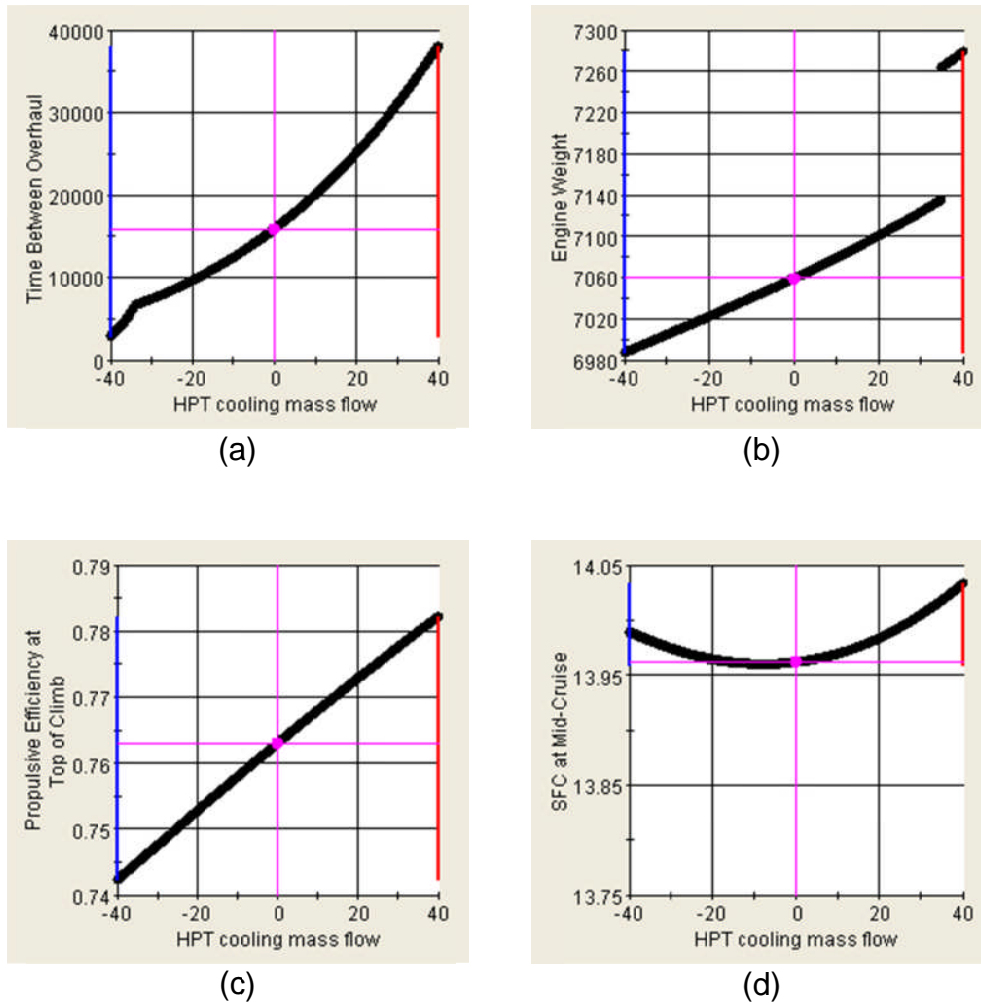 40000
30000
20000
10000
0
Time Between Overhaul
-40 -20 0 20 40
HPT cooling mass flow
(a)
7300
7260
7220
7180
7140
7100
7060
7020
6980
Engine Weight
-40 -20 0 20 40
HPT cooling mass flow
(b)
0.79
0.78
0.77
0.76
0.75
0.74
Propulsive Efficiency at
Top of Climb
-40 -20 0 20 40
HPT cooling mass flow
(c)
14.05
13.95
13.85
13.75
SFC at Mid-Cruise
-40 -20 0 20 40
HPT cooling mass flow
(d)